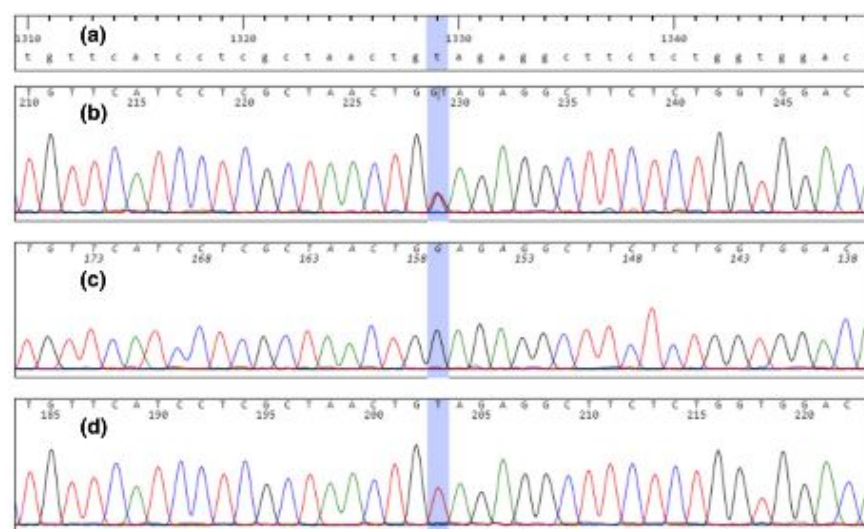 (a) 1310 1320 1330 1340
t g t t c a t c c t c g c t a a c t g t a g a g g c t t c t c t g g t g g a c
T G T T C A T C C T C G C T A A C T G GT A G A G G C T T C T C T G G T G G A C
210 (b) 215 220 225 230 235 240 245
T G T T C A T C C T C G C T A A C T G G A G A G G C T T C T C T G G T G G A C
173 (c) 168 163 158 153 148 143 138
T G T T C A T C C T C G C T A A C T G T A G A G G C T T C T C T G G T G G A C
185 (d) 190 195 200 205 210 215 220